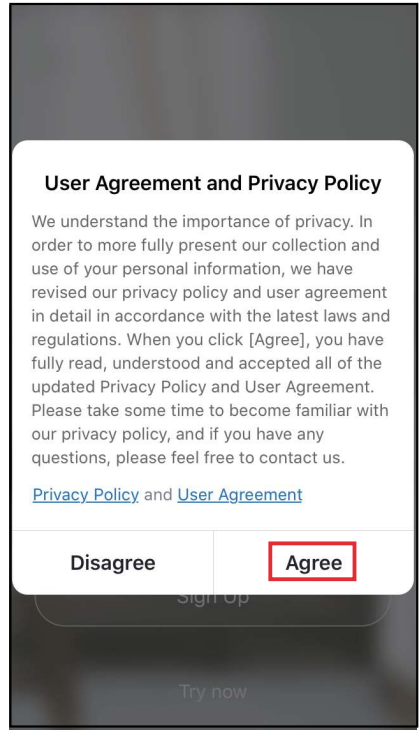 User Agreement and Privacy Policy
We understand the importance of privacy. In
order to more fully present our collection and
use of your personal information, we have
revised our privacy policy and user agreement
in detail in accordance with the latest laws and
regulations. When you click [Agree], you have
fully read, understood and accepted all of the
updated Privacy Policy and User Agreement.
Please take some time to become familiar with
our privacy policy, and if you have any
questions, please feel free to contact us.
Privacy Policy and User Agreement
Disagree Agree
Sign Up
Try now